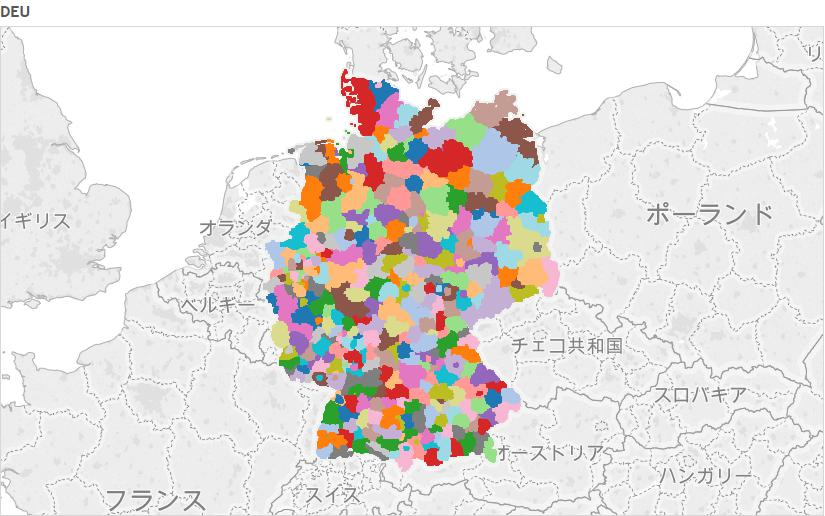 DEU
リ
イギリス
オランダ
ポーランド
ベルギー
チェコ共和国
スロバキア
オーストリア
ハンガリー
フランス
スイス